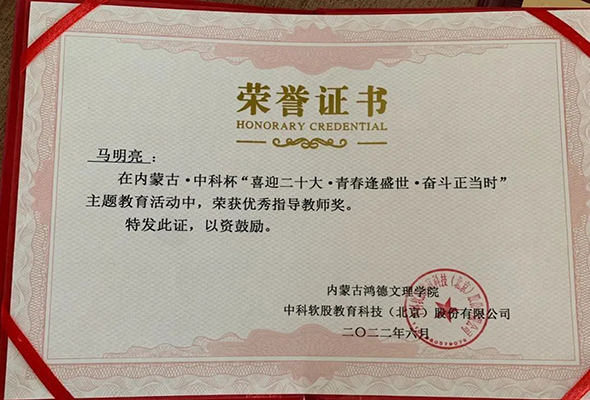 荣誉证书
HONORARY CREDENTIAL
马明亮：
在内蒙古·中科杯“喜迎二十大·青春逢盛世·奋斗正当时”
主题教育活动中，荣获优秀指导教师奖。
特发此证，以资鼓励。
内蒙古鸿德文理学院
中科软股教育科技（北京）股份有限公司
二〇二二年六月